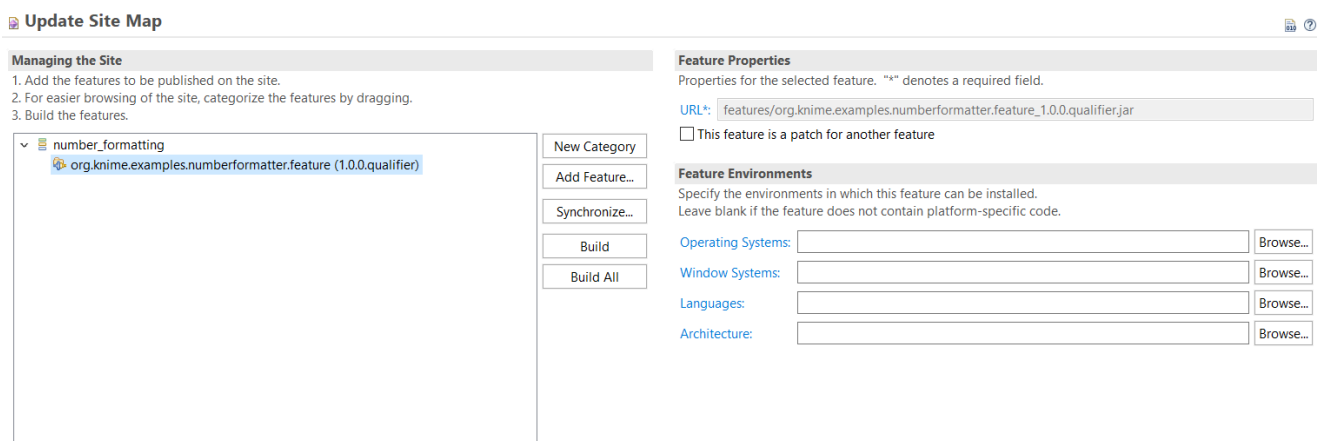 Update Site Map
Managing the Site
1. Add the features to be published on the site.
2. For easier browsing of the site, categorize the features by dragging.
3. Build the features.
number_formatting
org.knime.examples.numberformatter.feature (1.0.0.qualifier)
New Category
Add Feature...
Synchronize...
Build
Build All
Feature Properties
Properties for the selected feature. "*" denotes a required field.
URL*: features/org.knime.examples.numberformatter.feature_1.0.0.qualifier.jar
This feature is a patch for another feature
Feature Environments
Specify the environments in which this feature can be installed.
Leave blank if the feature does not contain platform-specific code.
Operating Systems: Browse...
Window Systems: Browse...
Languages: Browse...
Architecture: Browse...